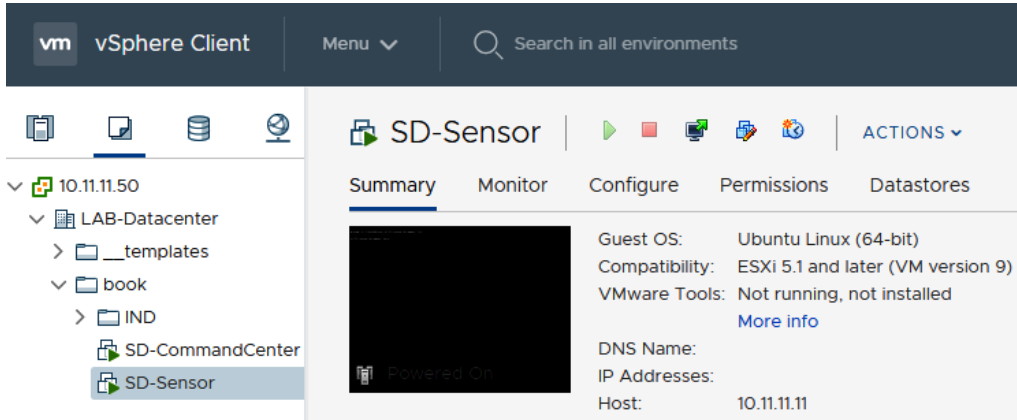 vm vSphere Client Menu Search in all environments
SD-Sensor ACTIONS
Summary Monitor Configure Permissions Datastores
10.11.11.50
LAB-Datacenter
__templates
book
IND
SD-CommandCenter
SD-Sensor
Powered On
Guest OS: Ubuntu Linux (64-bit)
Compatibility: ESXi 5.1 and later (VM version 9)
VMware Tools: Not running, not installed
More info
DNS Name:
IP Addresses:
Host: 10.11.11.11